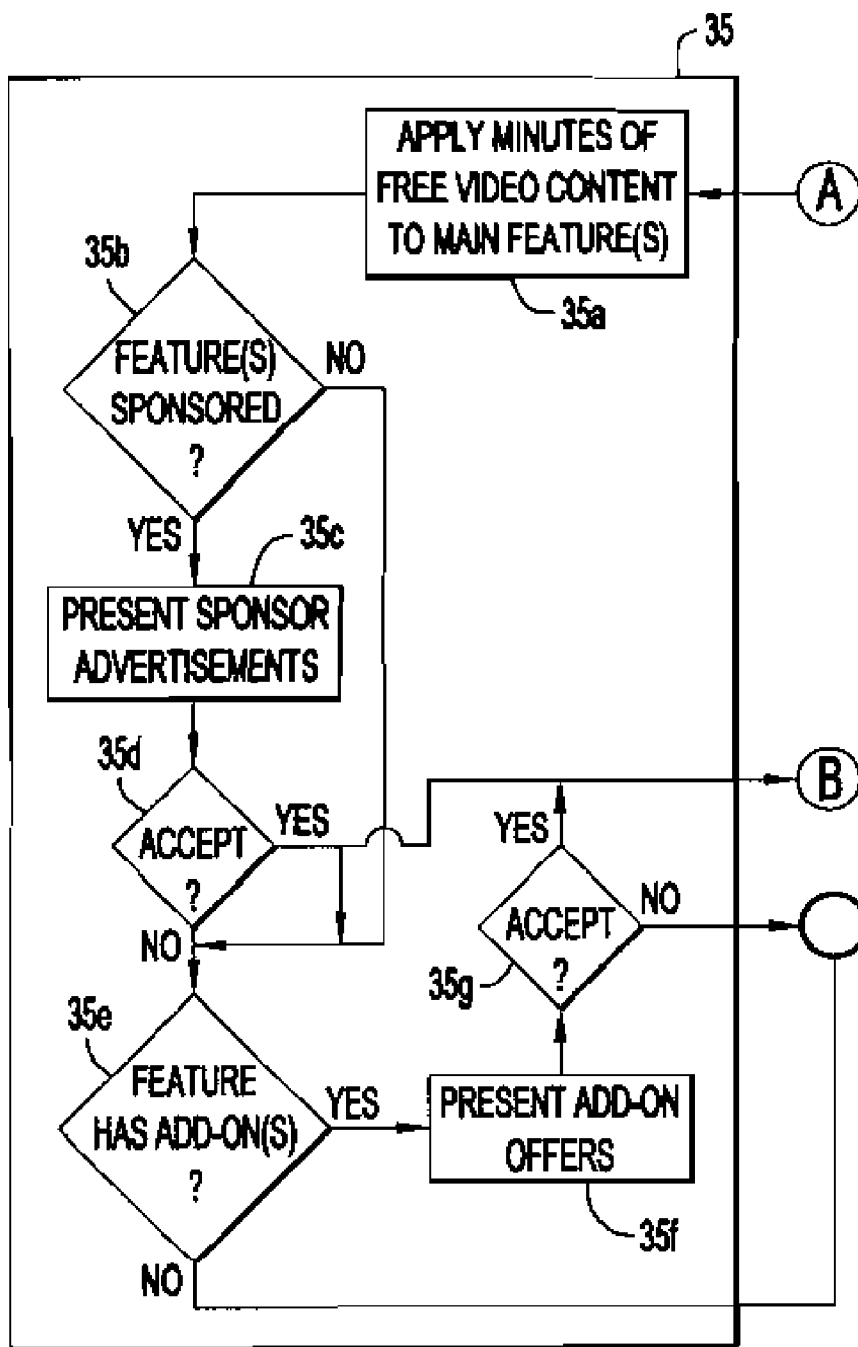 35
APPLY MINUTES OF
FREE VIDEO CONTENT
TO MAIN FEATURE(S)
A
35a
35b
FEATURE(S)
SPONSORED
?
NO
YES
35c
PRESENT SPONSOR
ADVERTISEMENTS
35d
ACCEPT
?
YES
NO
B
YES
ACCEPT
?
NO
35g
35e
FEATURE
HAS ADD-ON(S)
?
YES
NO
PRESENT ADD-ON
OFFERS
35f